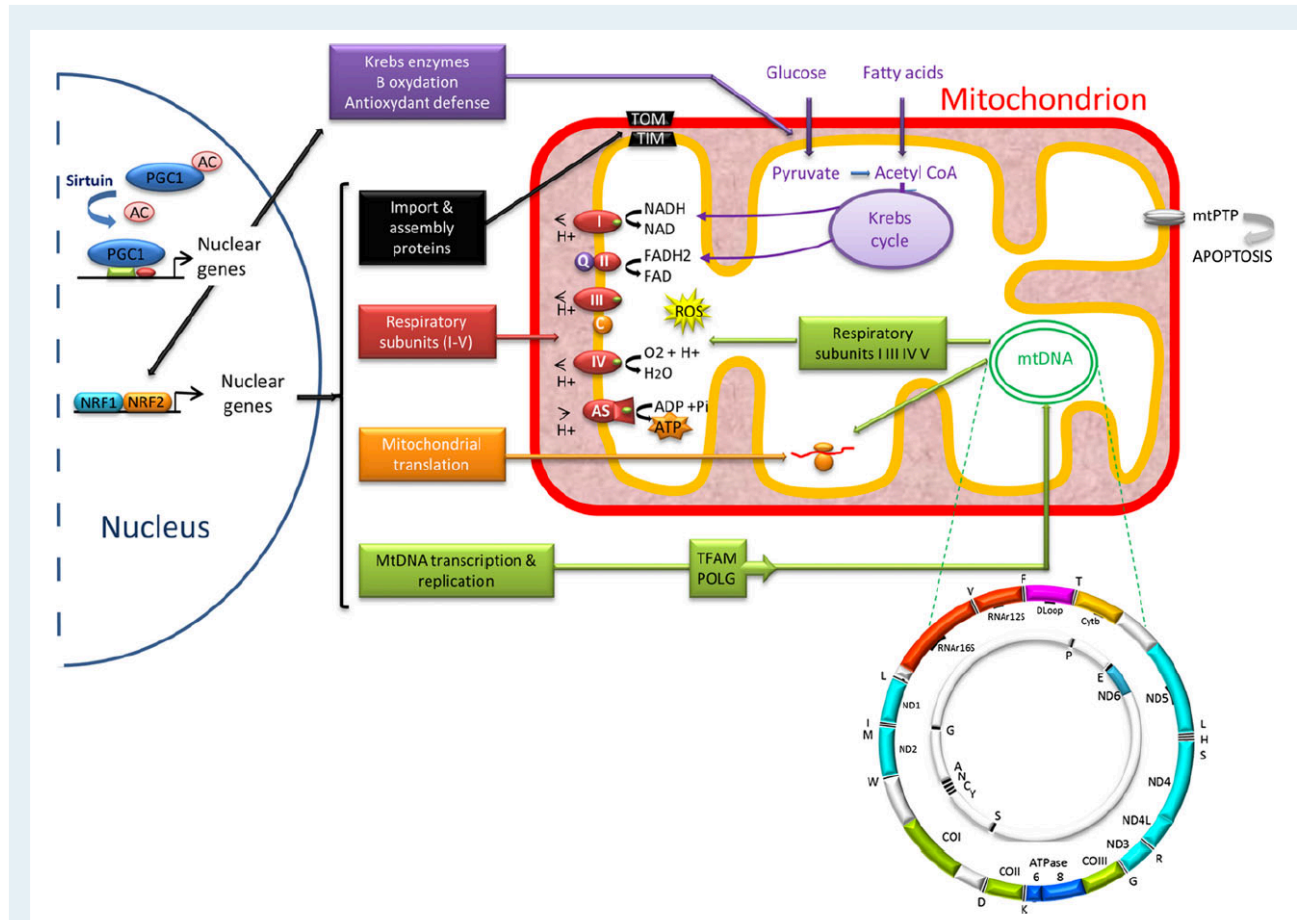 Krebs enzymes
B oxydation
Antioxydant defense
Glucose
Fatty acids
Mitochondrion
TOM
TIM
AC
PGC1
Sirtuin
AC
PGC1
Nuclear
genes
Import &
assembly
proteins
Pyruvate
Acetyl CoA
Krebs
cycle
I
H+
NADH
NAD
Q
II
FADH2
FAD
III
H+
C
ROS
mtPTP
APOPTOSIS
Respiratory
subunits (I-V)
Respiratory
subunits I III IV V
mtDNA
IV
H+
O2 + H+
H2O
NRF1
NRF2
Nuclear
genes
AS
H+
ADP +Pi
ATP
Mitochondrial
translation
Nucleus
MtDNA transcription &
replication
TFAM
POLG
V
F
T
RNAr12S
DLoop
Cytb
RNAr16S
P
E
ND6
ND5
L
ND1
I
M
ND2
G
L
H
S
W
A
N
C
Y
S
ND4
ND4L
COI
ND3
R
COII
ATPase
6
8
COIII
G
D
K